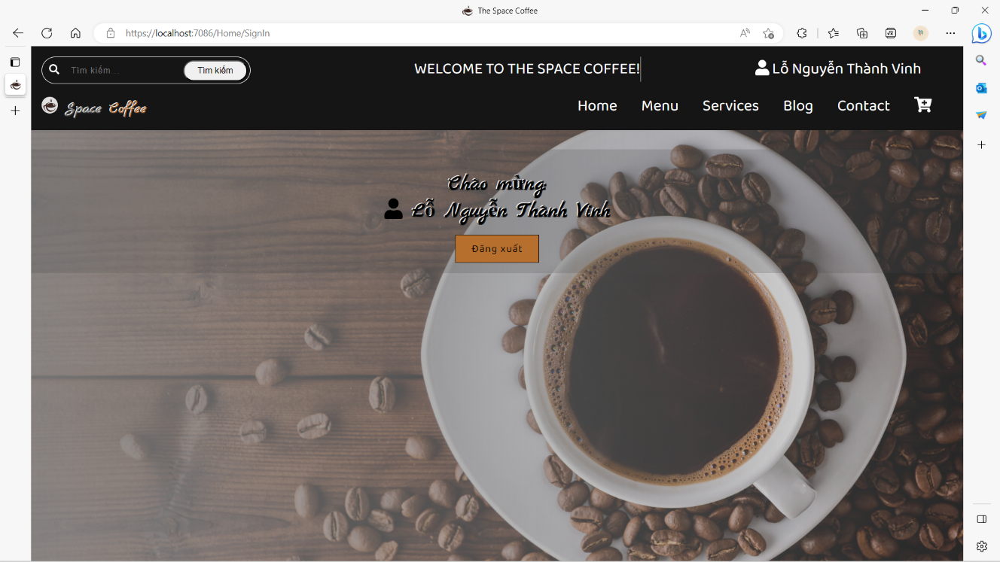 The Space Coffee
https://localhost:7086/Home/SignIn
Tìm kiếm...
Tìm kiếm
WELCOME TO THE SPACE COFFEE!
Lỗ Nguyễn Thành Vinh
Space Coffee
Home
Menu
Services
Blog
Contact
Chào mừng
Lỗ Nguyễn Thành Vinh
Đăng xuất